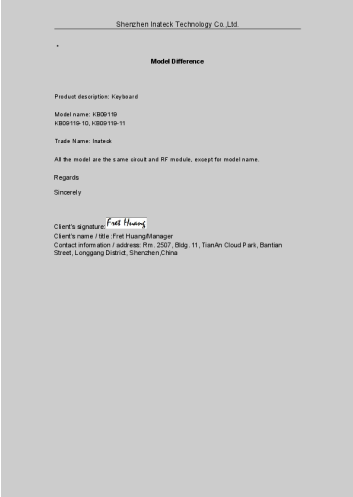 Shenzhen Inateck Technology Co.,Ltd.
Model Difference
Product description: Keyboard
Model name: KB09119
KB09119-10, KB09119-11
Trade Name: Inateck
All the model are the same circuit and RF module, except for model name.
Regards
Sincerely
Client's signature: Fret Huang
Client's name / title :Fret Huang/Manager
Contact information / address: Rm. 2507, Bldg. 11, TianAn Cloud Park, Bantian
Street, Longgang District, Shenzhen,China